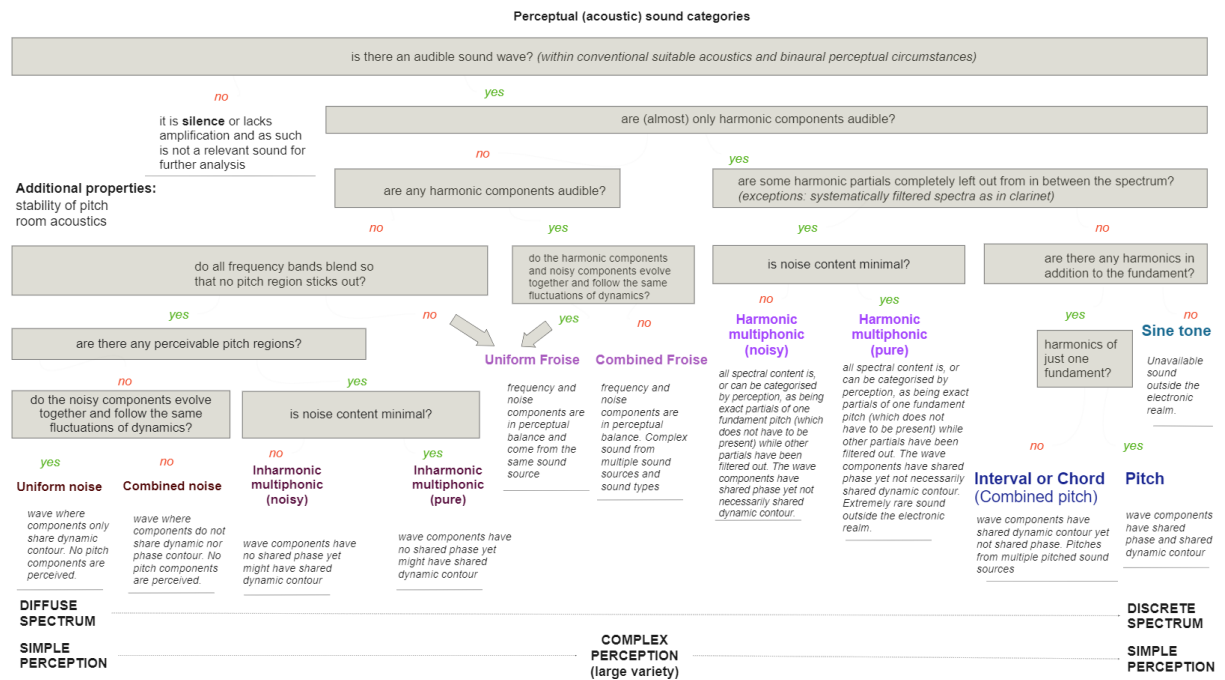 Perceptual (acoustic) sound categories
is there an audible sound wave? (within conventional suitable acoustics and binaural perceptual circumstances)
no
yes
it is silence or lacks
amplification and as such
is not a relevant sound for
further analysis
are (almost) only harmonic components audible?
no
yes
Additional properties:
stability of pitch
room acoustics
are any harmonic components audible?
are some harmonic partials completely left out from in between the spectrum?
(exceptions: systematically filtered spectra as in clarinet)
no
yes
yes
no
do all frequency bands blend so
that no pitch region sticks out?
do the harmonic components
and noisy components evolve
together and follow the same
fluctuations of dynamics?
is noise content minimal?
are there any harmonics in
addition to the fundament?
yes
no
yes
no
no
yes
yes
no
are there any perceivable pitch regions?
Uniform Froise
frequency and
noise
components are
in perceptual
balance and
come from the
same sound
source
Combined Froise
frequency and
noise
components are
in perceptual
balance. Complex
sound from
multiple sound
sources and
sound types
Harmonic
multiphonic
(noisy)
all spectral content is, or
can be categorised by
perception, as being
exact partials of one
fundament pitch (which
does not have to be
present) while other
partials have been
filtered out. The wave
components have
shared phase yet not
necessarily shared
dynamic contour.
Harmonic
multiphonic
(pure)
all spectral content is, or
can be categorised by
perception, as being
exact partials of one
fundament pitch (which
does not have to be
present) while
other partials have been
filtered out. The wave
components have shared
phase yet not necessarily
shared dynamic contour.
Extremely rare sound
outside the electronic
realm.
harmonics of
just one
fundament?
Sine tone
Unavailable
sound
outside the
electronic
realm.
no
yes
do the noisy components evolve
together and follow the same
fluctuations of dynamics?
is noise content minimal?
no
yes
yes
no
no
yes
Uniform noise
wave where
components only
share dynamic
contour. No pitch
components are
perceived.
Combined noise
wave where
components do not
share dynamic nor
phase contour. No
pitch components
are perceived.
Inharmonic
multiphonic
(noisy)
wave components have
no shared phase yet
might have shared
dynamic contour
Inharmonic
multiphonic
(pure)
wave components have
no shared phase yet
might have shared
dynamic contour
Interval or Chord
(Combined pitch)
wave components have
shared dynamic contour yet
not shared phase. Pitches
from multiple pitched sound
sources
Pitch
wave components
have shared
phase and shared
dynamic contour
DIFFUSE
SPECTRUM
DISCRETE
SPECTRUM
SIMPLE
PERCEPTION
COMPLEX
PERCEPTION
(large variety)
SIMPLE
PERCEPTION